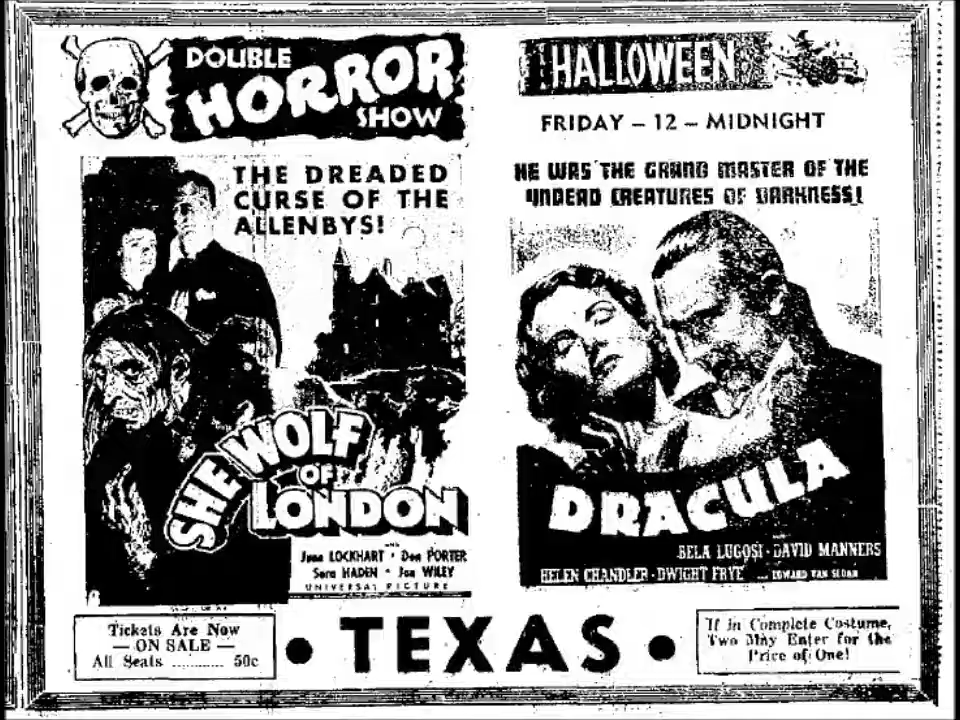 DOUBLE
HORROR
SHOW
THE DREADED
CURSE OF THE
ALLENBYS!
SHE WOLF
OF
LONDON
June LOCKHART · Don PORTER
Sara HADEN · Jan WILEY
UNIVERSAL PICTURE
HALLOWEEN
FRIDAY – 12 – MIDNIGHT
HE WAS THE GRAND MASTER OF THE
UNDEAD CREATURES OF DARKNESS!
DRACULA
BELA LUGOSI · DAVID MANNERS
HELEN CHANDLER · DWIGHT FRYE EDWARD VAN SLOAN
Tickets Are Now
— ON SALE —
All Seats ............ 50c
• TEXAS •
If in Complete Costume,
Two May Enter for the
Price of One!